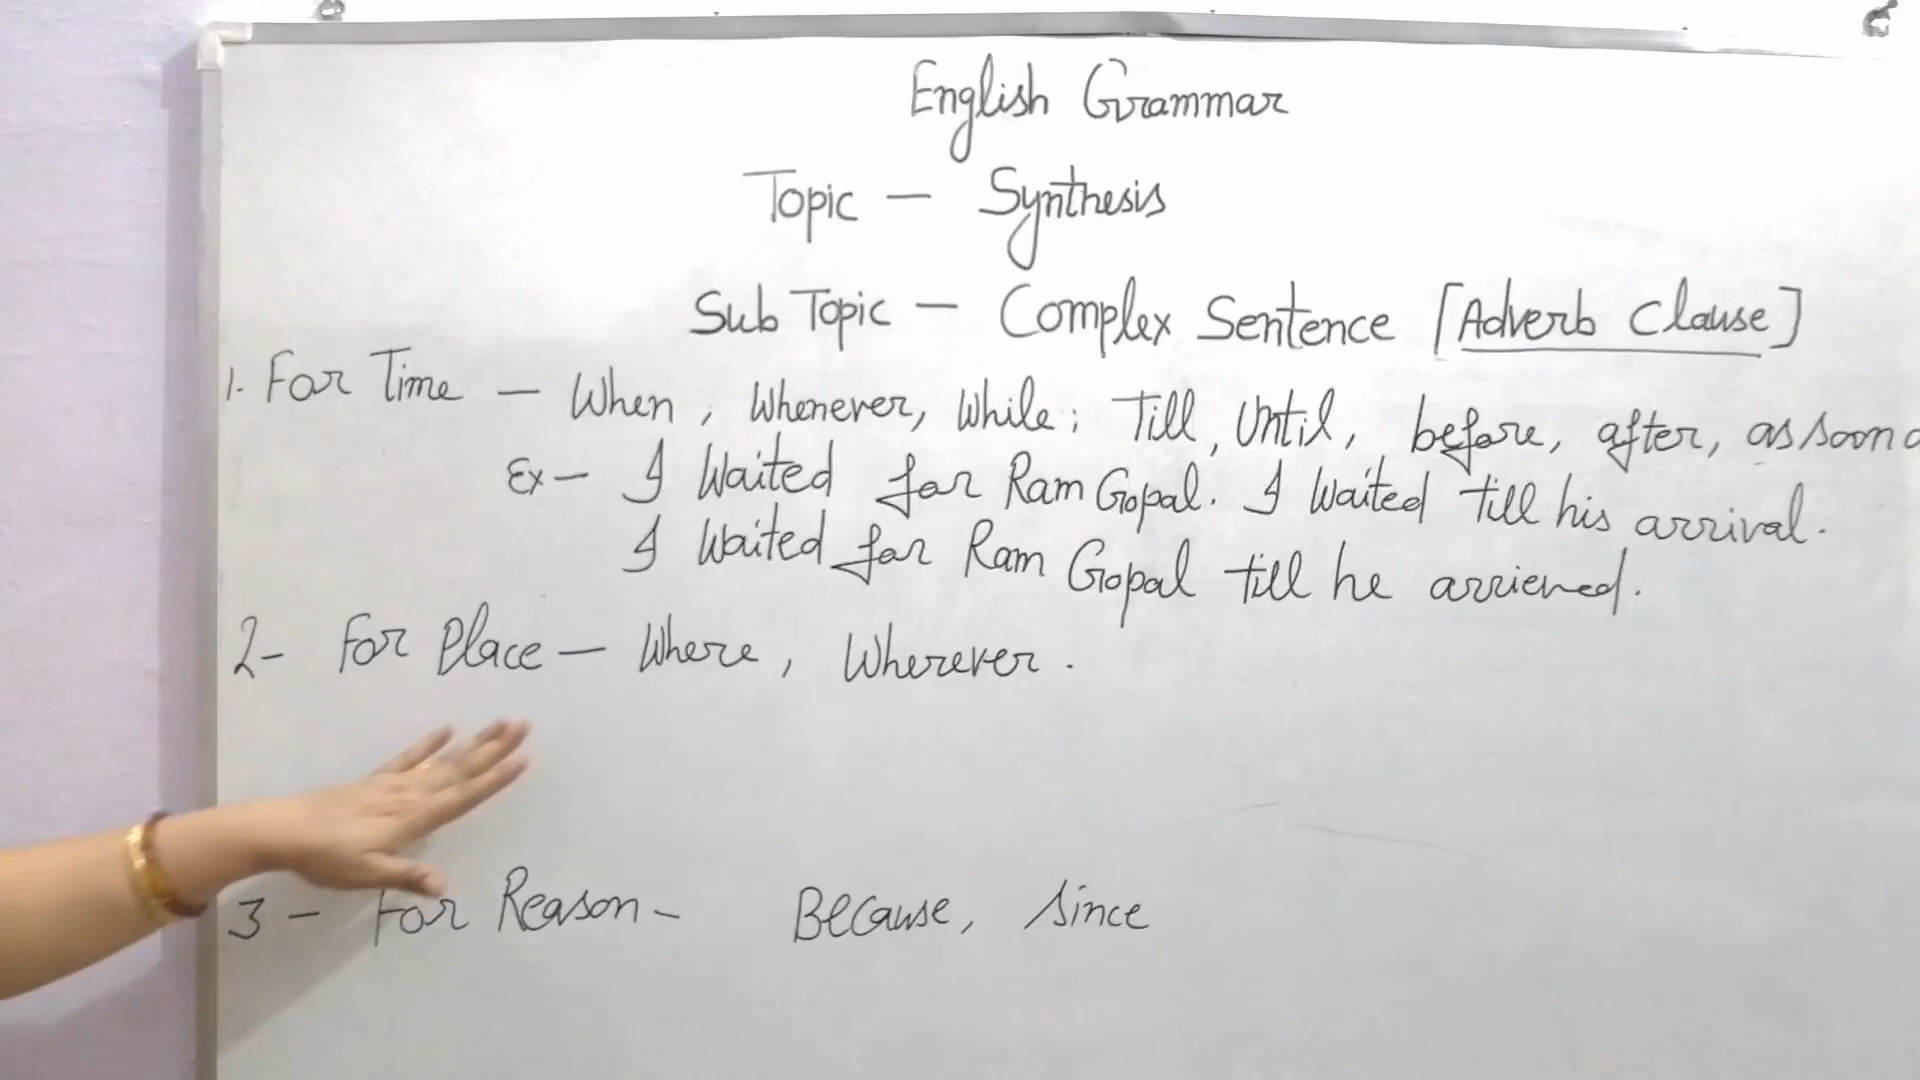 English Grammar
Topic — Synthesis
Sub Topic — Complex Sentence [Adverb Clause]
1. For Time — When, Whenever, While; Till, Until, before, after, as soon a
Ex — I Waited for Ram Gopal. I Waited till his arrival.
I Waited for Ram Gopal till he arriened.
2- For Place — Where, Wherever.
3 - For Reason - Because, Since